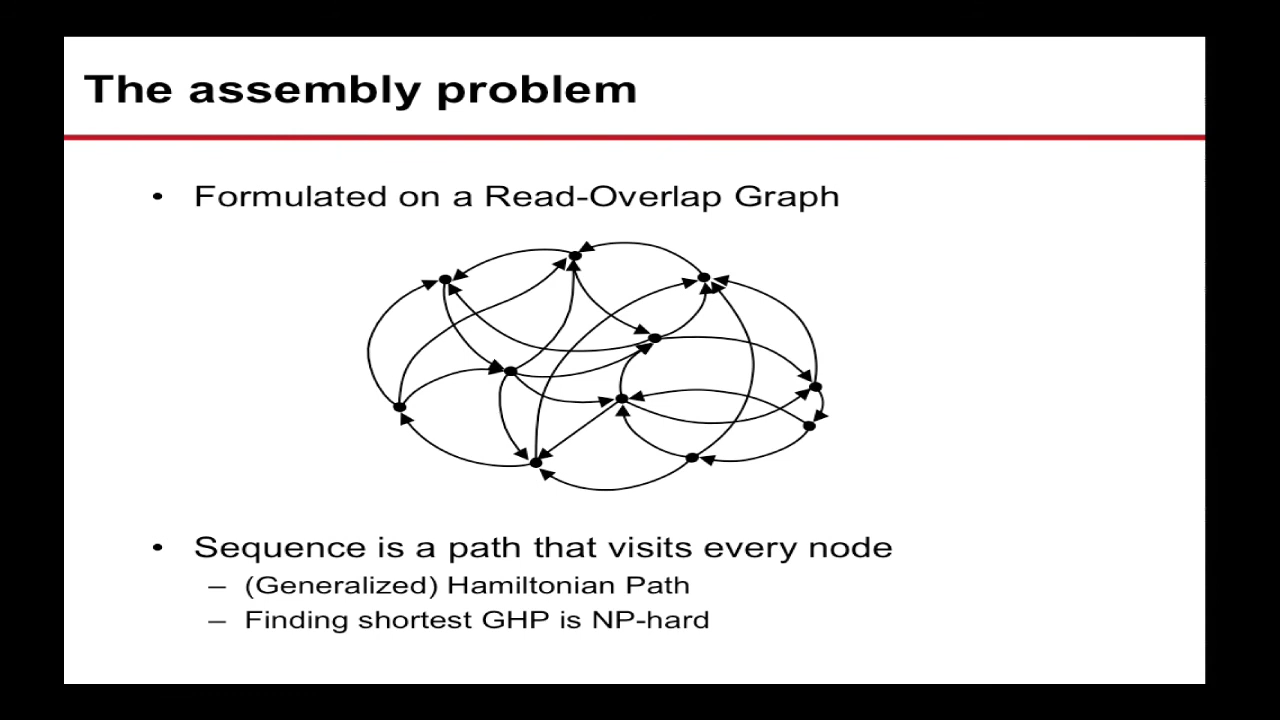 The assembly problem
• Formulated on a Read-Overlap Graph
• Sequence is a path that visits every node
– (Generalized) Hamiltonian Path
– Finding shortest GHP is NP-hard